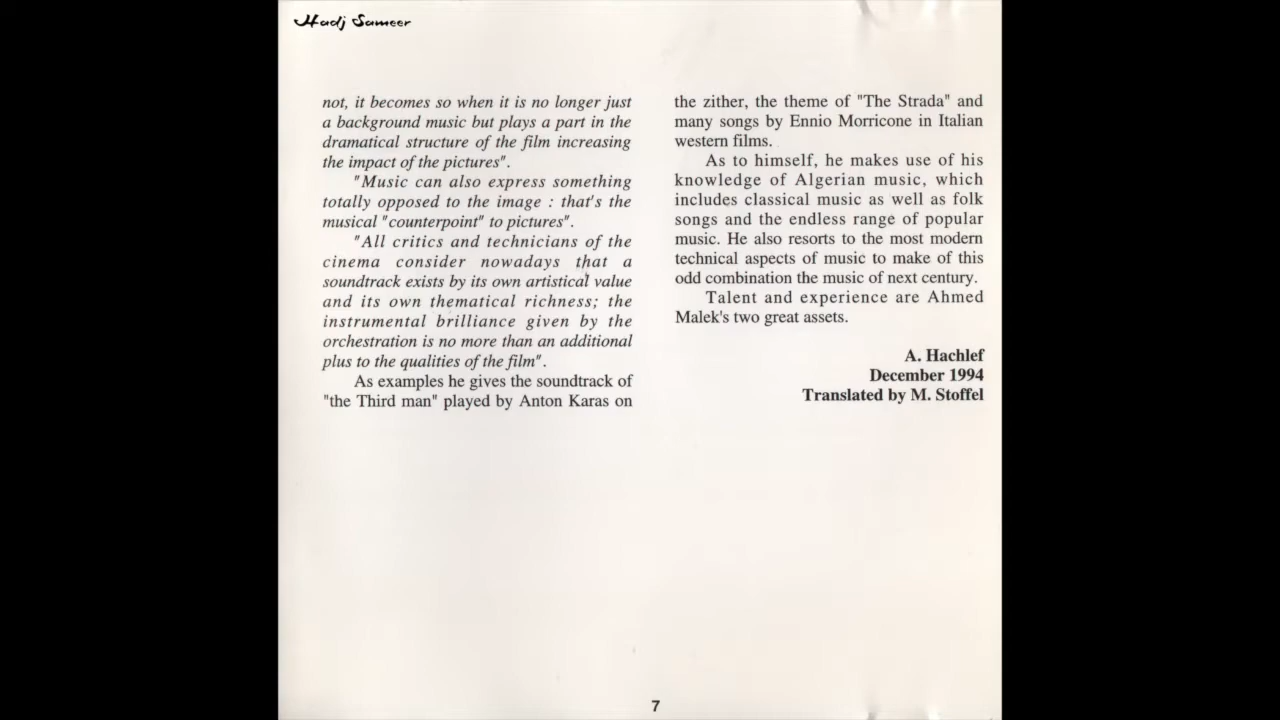 Hadj Sameer
not, it becomes so when it is no longer just
a background music but plays a part in the
dramatical structure of the film increasing
the impact of the pictures".
"Music can also express something
totally opposed to the image : that's the
musical "counterpoint" to pictures".
"All critics and technicians of the
cinema consider nowadays that a
soundtrack exists by its own artistical value
and its own thematical richness; the
instrumental brilliance given by the
orchestration is no more than an additional
plus to the qualities of the film".
As examples he gives the soundtrack of
"the Third man" played by Anton Karas on
the zither, the theme of "The Strada" and
many songs by Ennio Morricone in Italian
western films.
As to himself, he makes use of his
knowledge of Algerian music, which
includes classical music as well as folk
songs and the endless range of popular
music. He also resorts to the most modern
technical aspects of music to make of this
odd combination the music of next century.
Talent and experience are Ahmed
Malek's two great assets.
A. Hachlef
December 1994
Translated by M. Stoffel
7